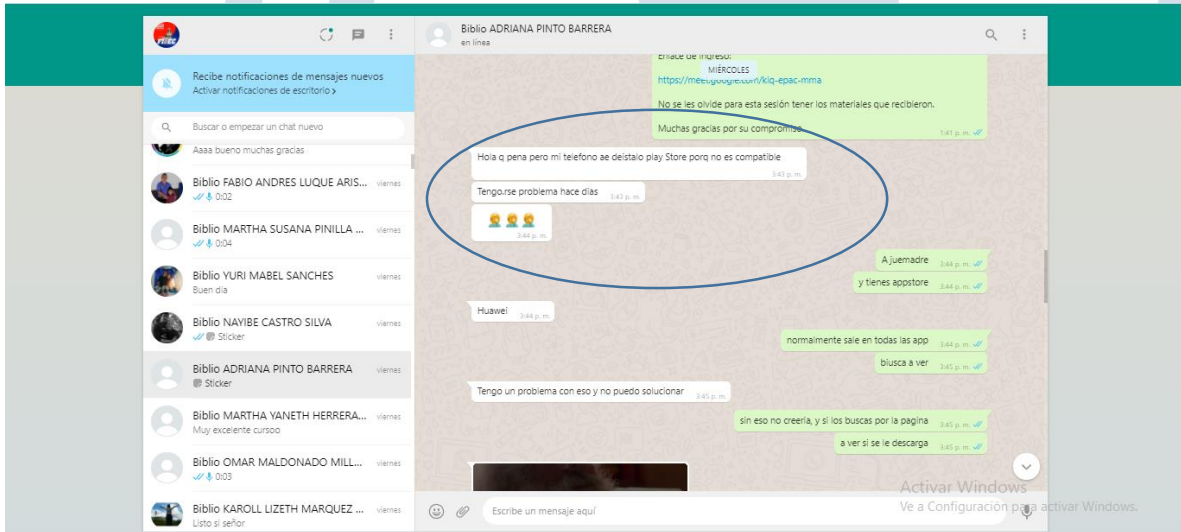 Biblio ADRIANA PINTO BARRERA
en línea
Recibe notificaciones de mensajes nuevos
Activar notificaciones de escritorio >
Buscar o empezar un chat nuevo
Aaaa bueno muchas gracias
Biblio FABIO ANDRES LUQUE ARIS... viernes
0:02
Biblio MARTHA SUSANA PINILLA ... viernes
0:04
Biblio YURI MABEL SANCHES viernes
Buen dia
Biblio NAYIBE CASTRO SILVA viernes
Sticker
Biblio ADRIANA PINTO BARRERA viernes
Sticker
Biblio MARTHA YANETH HERRERA... viernes
Muy excelente cursoo
Biblio OMAR MALDONADO MILL... viernes
0:03
Biblio KAROLL LIZETH MARQUEZ ... viernes
Listo si señor
Enlace de ingreso:
MIÉRCOLES
https://meet.google.com/kiq-epac-mma
No se les olvide para esta sesión tener los materiales que recibieron.
Muchas gracias por su compromiso. 1:41 p. m.
Hola q pena pero mi telefono ae deistalo play Store porq no es compatible
3:43 p. m.
Tengo.rse problema hace días 3:43 p. m.
3:44 p. m.
A juemadre 3:44 p. m.
y tienes appstore 3:44 p. m.
Huawei 3:44 p. m.
normalmente sale en todas las app 3:44 p. m.
biusca a ver 3:45 p. m.
Tengo un problema con eso y no puedo solucionar 3:45 p. m.
sin eso no creería, y si los buscas por la pagina 3:45 p. m.
a ver si se le descarga 3:45 p. m.
Escribe un mensaje aquí
Activar Windows
Ve a Configuración para activar Windows.